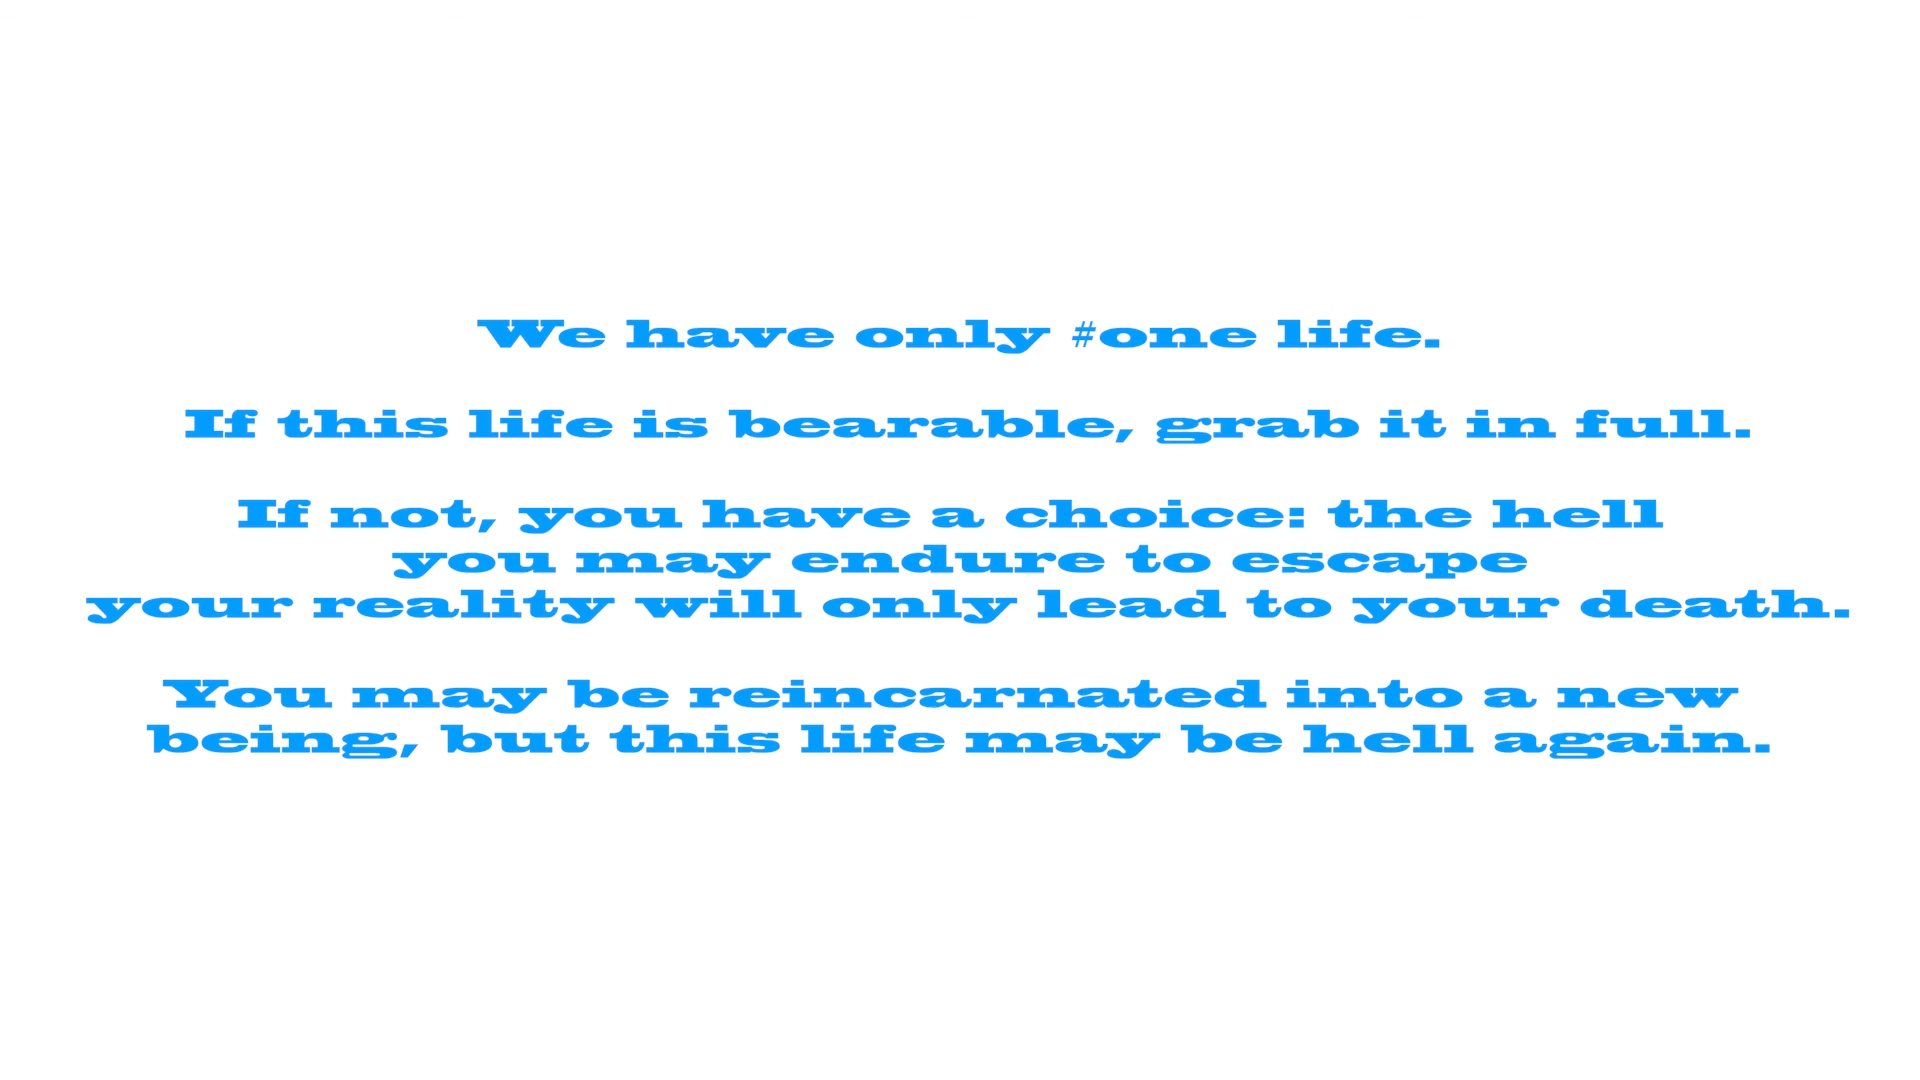 We have only #one life.
If this life is bearable, grab it in full.
If not, you have a choice: the hell
you may endure to escape
your reality will only lead to your death.
You may be reincarnated into a new
being, but this life may be hell again.